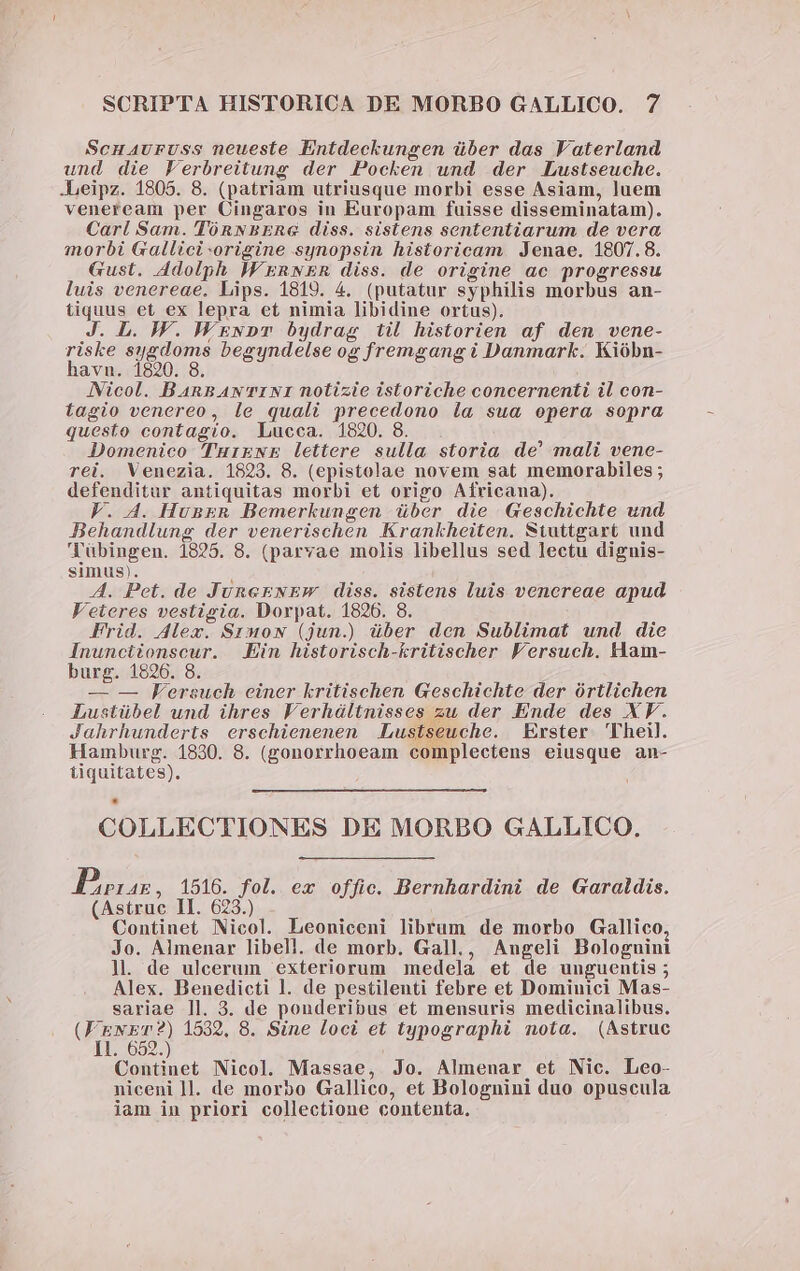 SCRIPTA HISTORICA DE MORBO GALLICO. 7
SCHAUFUSS neueste Entdeckungen über das Vaterland
und die Verbreitung der Pocken und der Lustseuche.
Leipz. 1805. 8. (patriam utriusque morbi esse Asiam, luem
veneream per Cingaros in Europam fuisse disseminatam).
Carl Sam. TÖRNBERG diss. sistens sententiarum de vera
morbi Gallici origine synopsin historicam Jenae. 1807. 8.
Gust. Adolph WERNER diss. de origine ac progressu
luis venereae. Lips. 1819. 4. (putatur syphilis morbus an-
tiquus et ex lepra et nimia libidine ortus).
J. L. W. WENDT bydrag til historien af den vene-
riske sygdoms begyndelse og fremgang i Danmark. Kiöbn-
havn. 1820. 8.
Nicol. BARBANTINI notizie istoriche concernenti il con-
tagio venereo, le quali precedono la sua opera sopra
questo contagio. Lucca. 1820. 8.
Domenico THIENE lettere sulla storia de' mali vene-
rei. Venezia. 1823. 8. (epistolae novem sat memorabiles;
defenditur antiquitas morbi et origo Africana).
V. A. HUBER Bemerkungen über die Geschichte und
Behandlung der venerischen Krankheiten. Stuttgart und
Tübingen. 1825. 8. (parvae molis libellus sed lectu dignis-
simus).
A. Pet. de JURGENEW diss. sistens luis venereae apud
Veteres vestigia. Dorpat. 1826. 8.
Frid. Alex. SIMON (jun.) über den Sublimat und die
Inunctionscur. Ein historisch-kritischer Versuch. Ham-
burg. 1826. 8.
— — Versuch einer kritischen Geschichte der örtlichen
Lustübel und ihres Verhältnisses zu der Ende des XV.
Jahrhunderts erschienenen Lustseuche. Erster Theil.
Hamburg. 1830. 8. (gonorrhoeam complectens eiusque an-
tiquitates).
COLLECTIONES DE MORBO GALLICO.
PAPIAE, 1516. fol. ex offic. Bernhardini de Garaldis.
(Astruc II. 623.)
Continet Nicol. Leoniceni librum de morbo Gallico,
Jo. Almenar libell. de morb. Gall., Angeli Bolognini
ll. de ulcerum exteriorum medela et de unguentis;
Alex. Benedicti l. de pestilenti febre et Dominici Mas-
sariae ll. 3. de ponderibus et mensuris medicinalibus.
(VENET?) 1532. 8. Sine loci et typographi nota. (Astruc
II. 652.)
Continet Nicol. Massae, Jo. Almenar et Nic. Leo-
niceni ll. de morbo Gallico, et Bolognini duo opuscula
iam in priori collectione contenta.